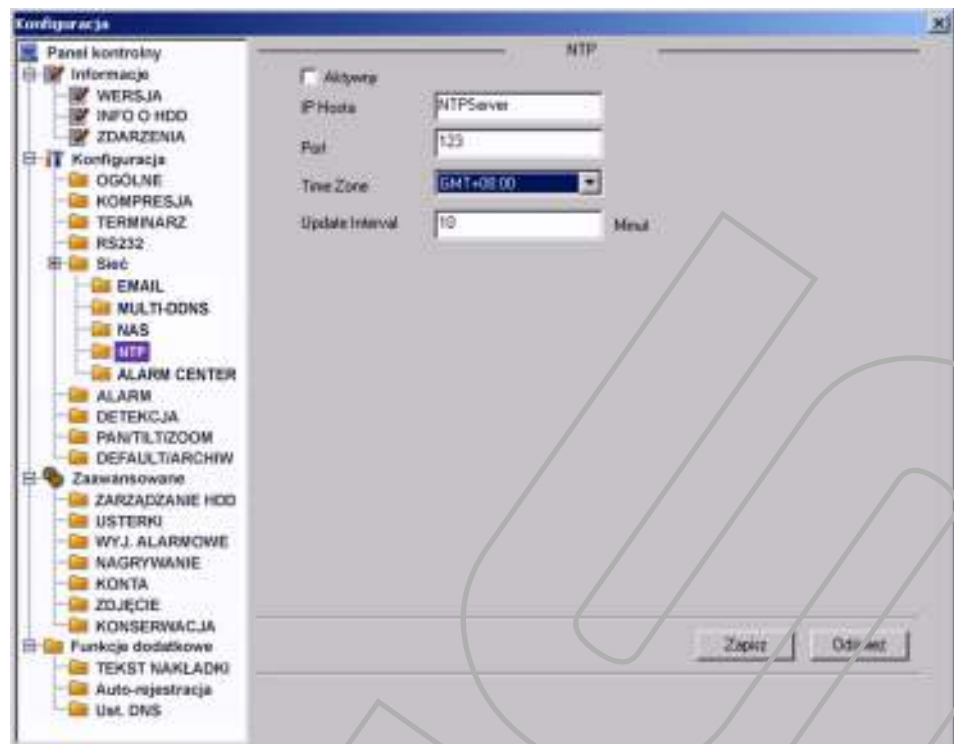 Konfiguracja
Panel kontrolny
Informacje
WERSJA
INFO O HDD
ZDARZENIA
Konfiguracja
OGÓLNE
KOMPRESJA
TERMINARZ
RS232
Sieć
EMAIL
MULTI-DDNS
NAS
NTP
ALARM CENTER
ALARM
DETEKCJA
PAN/TILT/ZOOM
DEFAULT/ARCHIW
Zaawansowane
ZARZĄDZANIE HDD
USTERKI
WYJ. ALARMOWE
NAGRYWANIE
KONTA
ZDJĘCIE
KONSERWACJA
Funkcje dodatkowe
TEKST NAKŁADKI
Auto-rejestracja
Ust. DNS
NTP
Aktywny
IP Hosta
NTPServer
Port
123
Time Zone
GMT+08:00
Update Interval
10
Minut
Zapisz
Odśwież